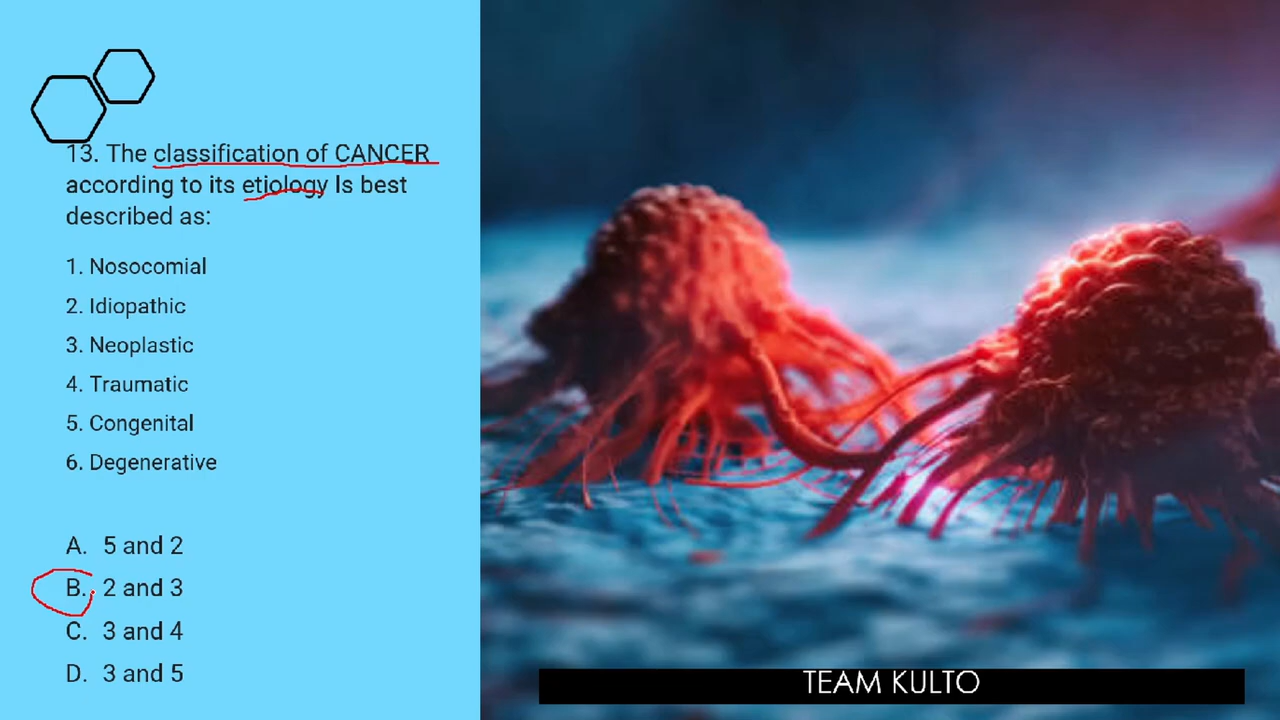 13. The classification of CANCER
according to its etiology Is best
described as:
1. Nosocomial
2. Idiopathic
3. Neoplastic
4. Traumatic
5. Congenital
6. Degenerative
A. 5 and 2
B. 2 and 3
C. 3 and 4
D. 3 and 5
TEAM KULTO